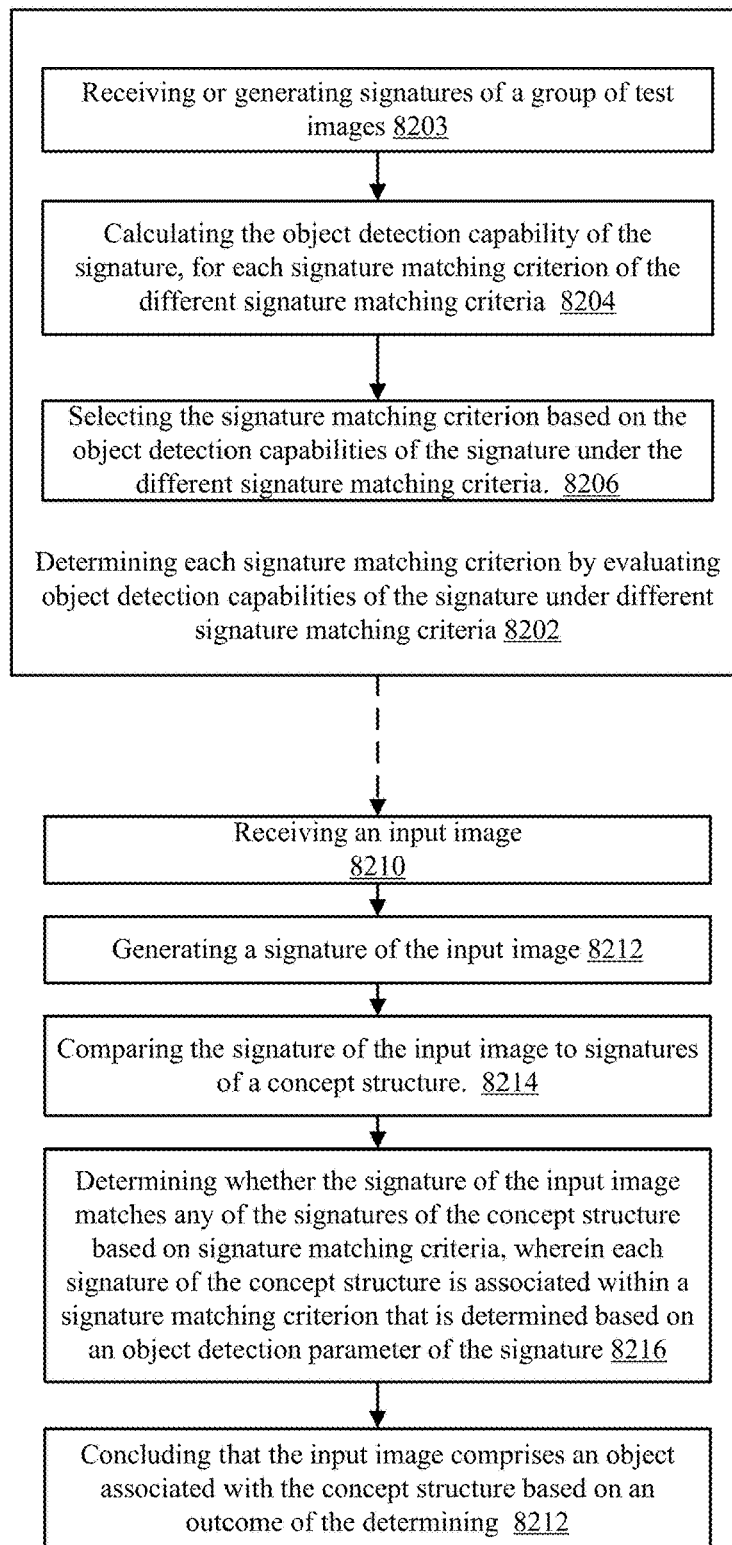 Receiving or generating signatures of a group of test
images 8203
Calculating the object detection capability of the
signature, for each signature matching criterion of the
different signature matching criteria 8204
Selecting the signature matching criterion based on the
object detection capabilities of the signature under the
different signature matching criteria. 8206
Determining each signature matching criterion by evaluating
object detection capabilities of the signature under different
signature matching criteria 8202
Receiving an input image
8210
Generating a signature of the input image 8212
Comparing the signature of the input image to signatures
of a concept structure. 8214
Determining whether the signature of the input image
matches any of the signatures of the concept structure
based on signature matching criteria, wherein each
signature of the concept structure is associated within a
signature matching criterion that is determined based on
an object detection parameter of the signature 8216
Concluding that the input image comprises an object
associated with the concept structure based on an
outcome of the determining 8212